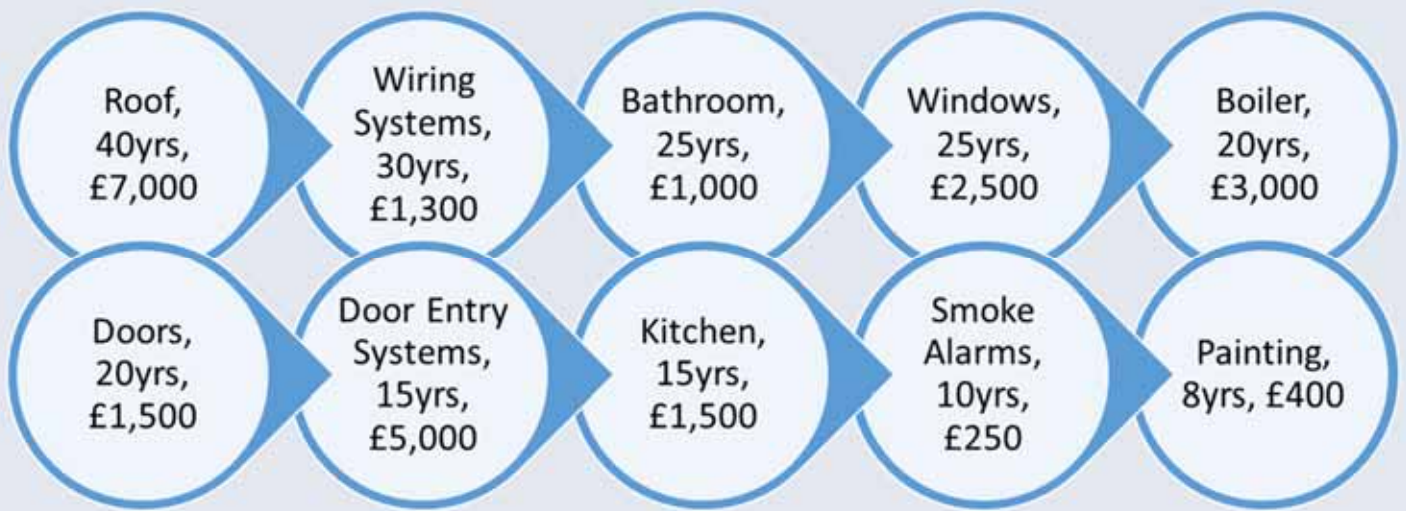 Roof,
40yrs,
£7,000
Wiring
Systems,
30yrs,
£1,300
Bathroom,
25yrs,
£1,000
Windows,
25yrs,
£2,500
Boiler,
20yrs,
£3,000
Doors,
20yrs,
£1,500
Door Entry
Systems,
15yrs,
£5,000
Kitchen,
15yrs,
£1,500
Smoke
Alarms,
10yrs,
£250
Painting,
8yrs, £400